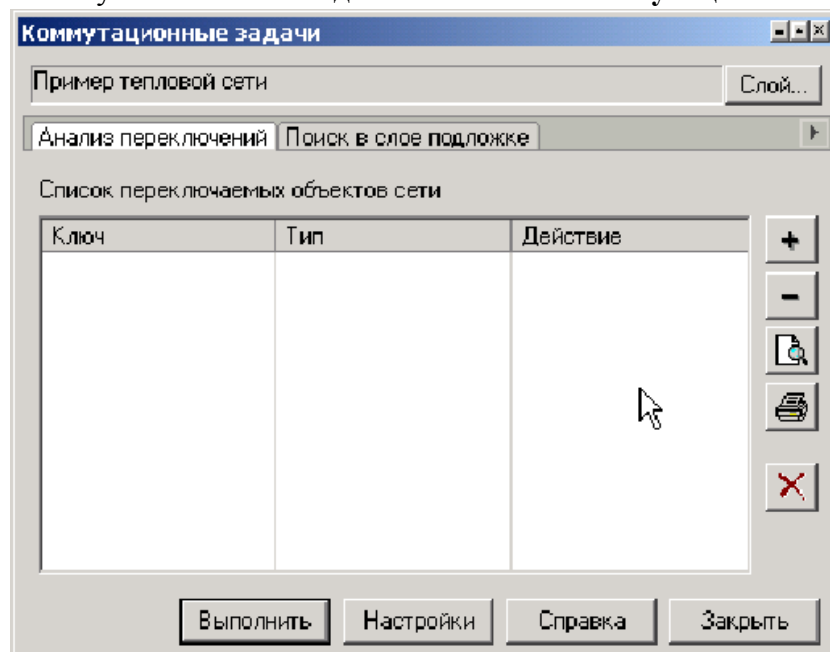 Коммутационные задачи
Пример тепловой сети
Слой...
Анализ переключений Поиск в слое подложке
Список переключаемых объектов сети
Ключ Тип Действие
Выполнить Настройки Справка Закрыть